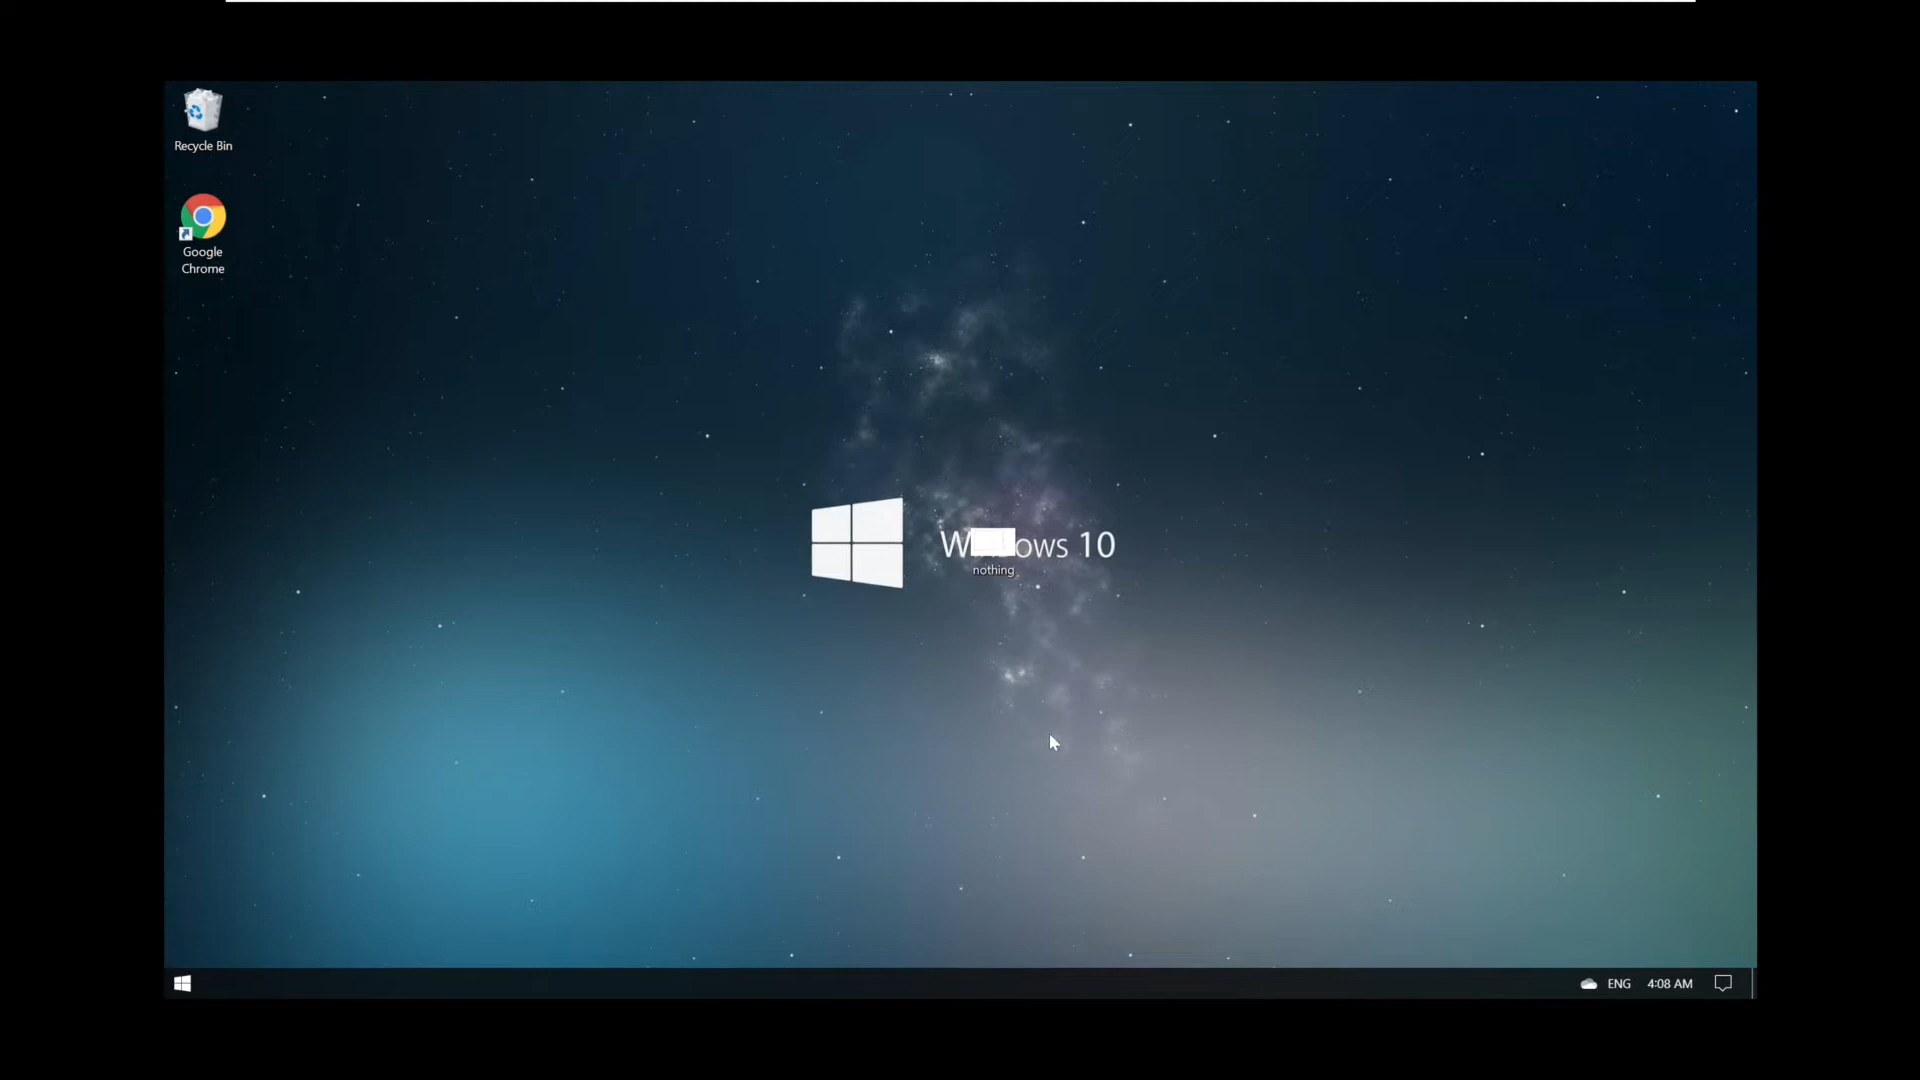 Recycle Bin
Google
Chrome
ows 10
nothing
ENG
4:08 AM